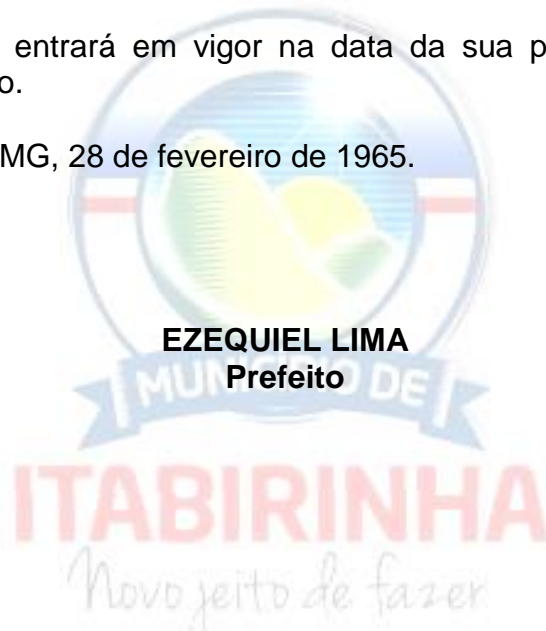 entrará em vigor na data da sua p
o.
MG, 28 de fevereiro de 1965.
EZEQUIEL LIMA
Prefeito
MUNICÍPIO DE
ITABIRINHA
Novo jeito de fazer